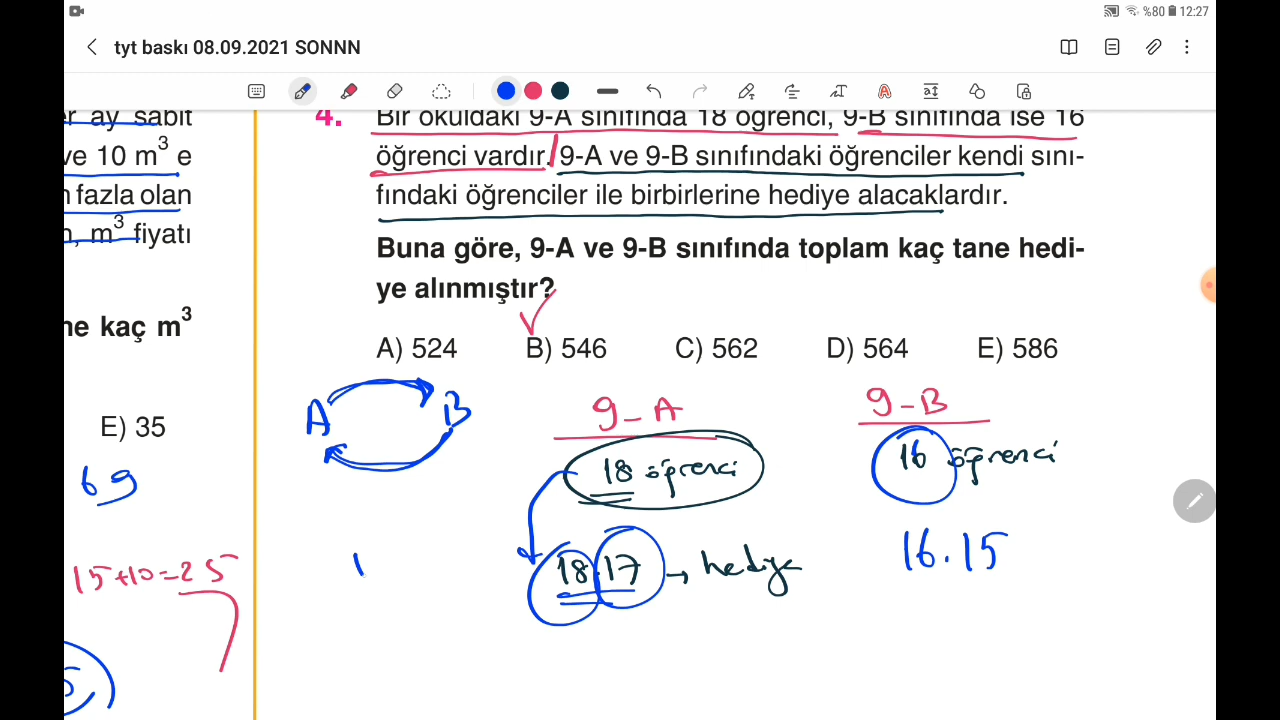 %80 12:27
tyt baskı 08.09.2021 SONNN
er ay sabit
ve 10 m³ e
fazla olan
m³ fiyatı
ne kaç m³
E) 35
69
15+10=25
4. Bir okuldaki 9-A sınıfında 18 öğrenci, 9-B sınıfında ise 16
öğrenci vardır. 9-A ve 9-B sınıfındaki öğrenciler kendi sını-
fındaki öğrenciler ile birbirlerine hediye alacaklardır.
Buna göre, 9-A ve 9-B sınıfında toplam kaç tane hedi-
ye alınmıştır?
A) 524 B) 546 C) 562 D) 564 E) 586
A B
9-A 9-B
18 öğrenci 16 öğrenci
18.17 → hediye 16.15